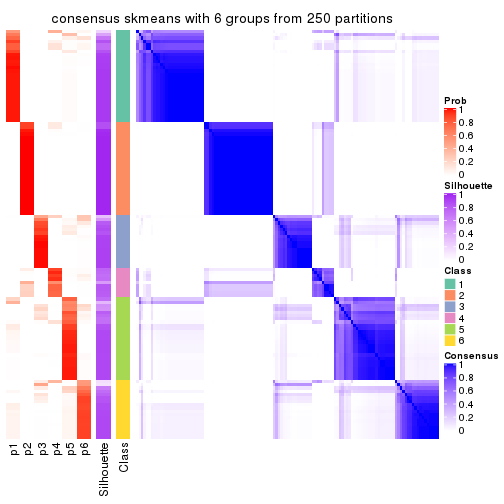 consensus skmeans with 6 groups from 250 partitions
Prob
1
0.8
0.6
0.4
0.2
0
Silhouette
1
0.8
0.6
0.4
0.2
0
Class
1
2
3
4
5
6
Consensus
1
0.8
0.6
0.4
0.2
0
p1
p2
p3
p4
p5
p6
Silhouette
Class